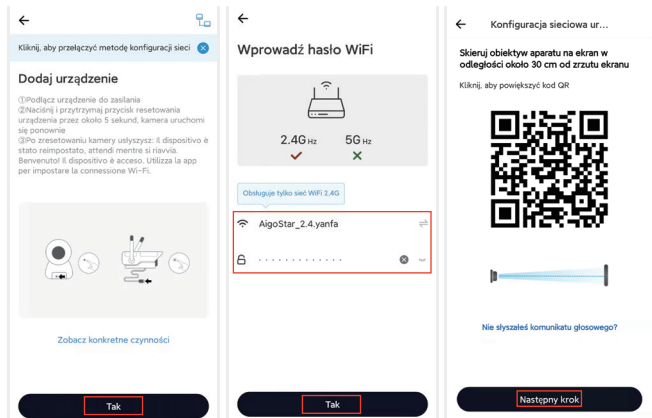 Kliknij, aby przełączyć metodę konfiguracji sieci
Dodaj urządzenie
①Podłącz urządzenie do zasilania
②Naciśnij i przytrzymaj przycisk resetowania
urządzenia przez około 5 sekund, kamera uruchomi
się ponownie
③Po zresetowaniu kamery usłyszysz: Il dispositivo è
stato reimpostato, attendi mentre si riavvia.
Benvenuto! Il dispositivo è acceso. Utilizza la app
per impostare la connessione Wi-Fi.
Zobacz konkretne czynności
Tak
Wprowadź hasło WiFi
2.4G Hz
5G Hz
Obsługuje tylko sieć WiFi 2.4G
AigoStar_2.4.yanfa
Tak
Konfiguracja sieciowa ur...
Skieruj obiektyw aparatu na ekran w
odległości około 30 cm od zrzutu ekranu
Kliknij, aby powiększyć kod QR
Nie słyszałeś komunikatu głosowego?
Następny krok